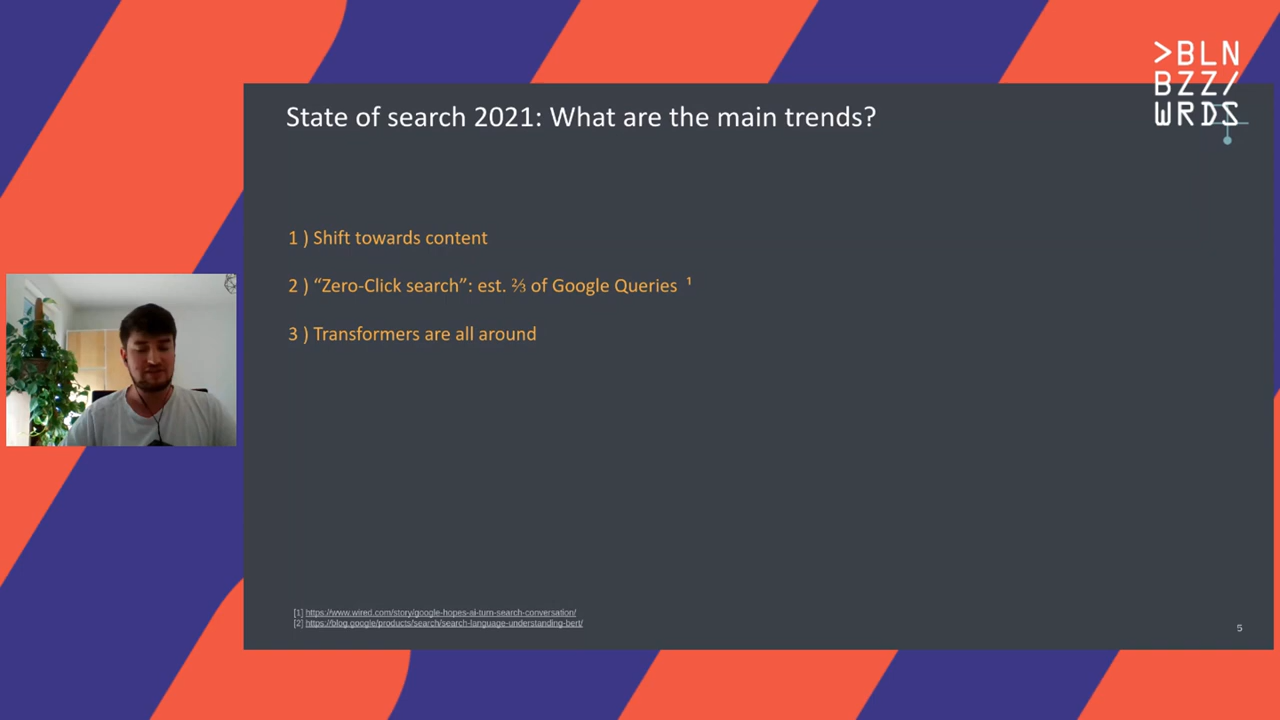 >BLN
BZZ/
WRDS
State of search 2021: What are the main trends?
1 ) Shift towards content
2 ) “Zero-Click search”: est. ⅔ of Google Queries ¹
3 ) Transformers are all around
[1] https://www.wired.com/story/google-hopes-ai-turn-search-conversation/
[2] https://blog.google/products/search/search-language-understanding-bert/
5